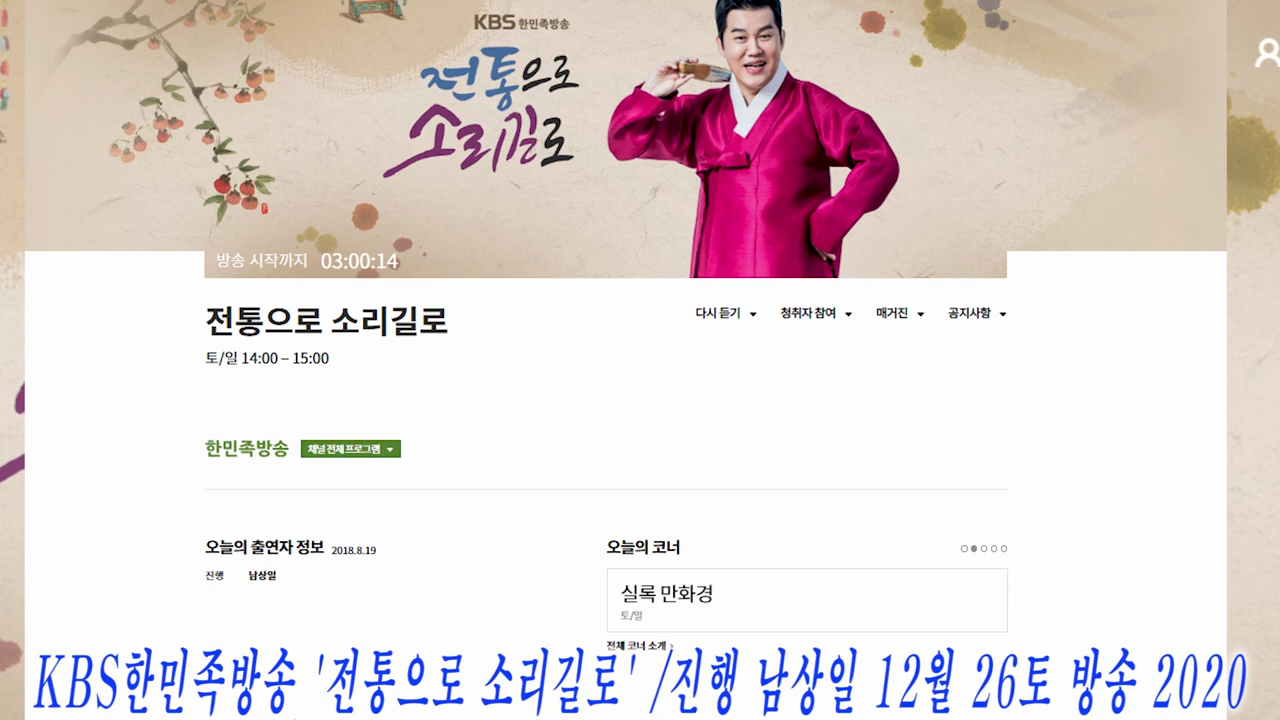 KBS 한민족방송
전통으로
소리길로
방송 시작까지 03:00:14
전통으로 소리길로
다시 듣기 청취자 참여 매거진 공지사항
토/일 14:00 – 15:00
한민족방송 채널 전체 프로그램
오늘의 출연자 정보 2018.8.19
진행 남상일
오늘의 코너
실록 만화경
토/일
전체 코너 소개
KBS한민족방송 '전통으로 소리길로' /진행 남상일 12월 26토 방송 2020